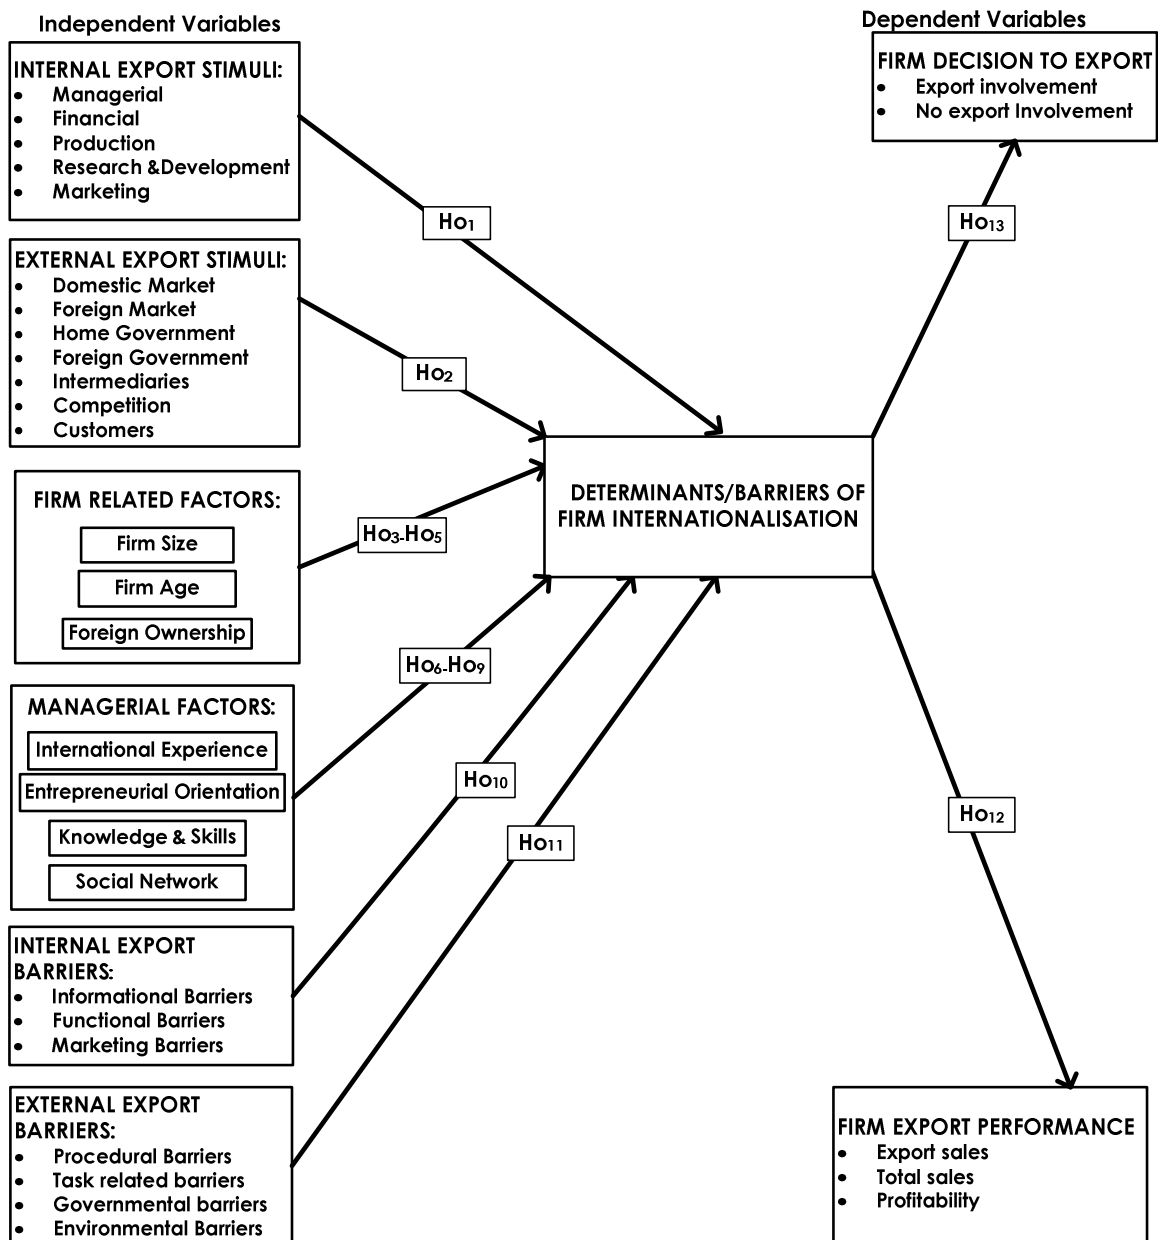 Independent Variables
INTERNAL EXPORT STIMULI:
• Managerial
• Financial
• Production
• Research &Development
• Marketing
Ho₁
EXTERNAL EXPORT STIMULI:
• Domestic Market
• Foreign Market
• Home Government
• Foreign Government
• Intermediaries
• Competition
• Customers
Ho₂
FIRM RELATED FACTORS:
Firm Size
Firm Age
Foreign Ownership
Ho₃-Ho₅
MANAGERIAL FACTORS:
International Experience
Entrepreneurial Orientation
Knowledge & Skills
Social Network
Ho₆-Ho₉
INTERNAL EXPORT
BARRIERS:
• Informational Barriers
• Functional Barriers
• Marketing Barriers
Ho₁₀
EXTERNAL EXPORT
BARRIERS:
• Procedural Barriers
• Task related barriers
• Governmental barriers
• Environmental Barriers
Ho₁₁
DETERMINANTS/BARRIERS OF
FIRM INTERNATIONALISATION
Dependent Variables
FIRM DECISION TO EXPORT
• Export involvement
• No export Involvement
Ho₁₃
Ho₁₂
FIRM EXPORT PERFORMANCE
• Export sales
• Total sales
• Profitability